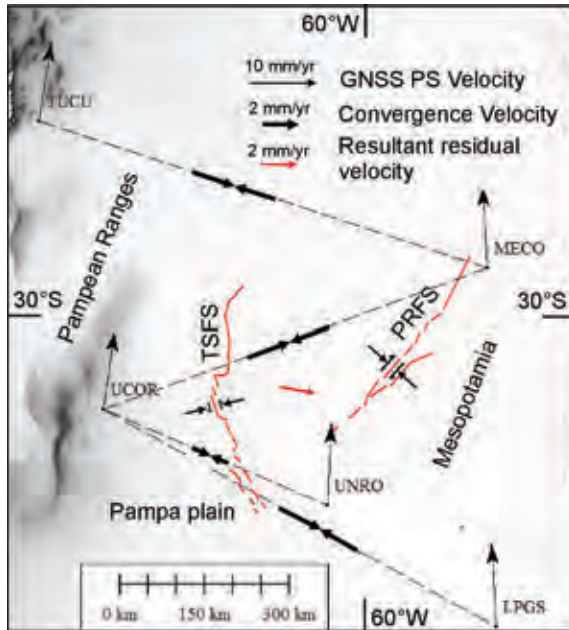 60°W
10 mm/yr GNSS PS Velocity
2 mm/yr Convergence Velocity
2 mm/yr Resultant residual
velocity
TUCU
Pampean Ranges
MECO
30°S
30°S
TSFS
PRFS
UCOR
Mesopotamia
UNRO
Pampa plain
0 km 150 km 300 km
60°W
LPGS